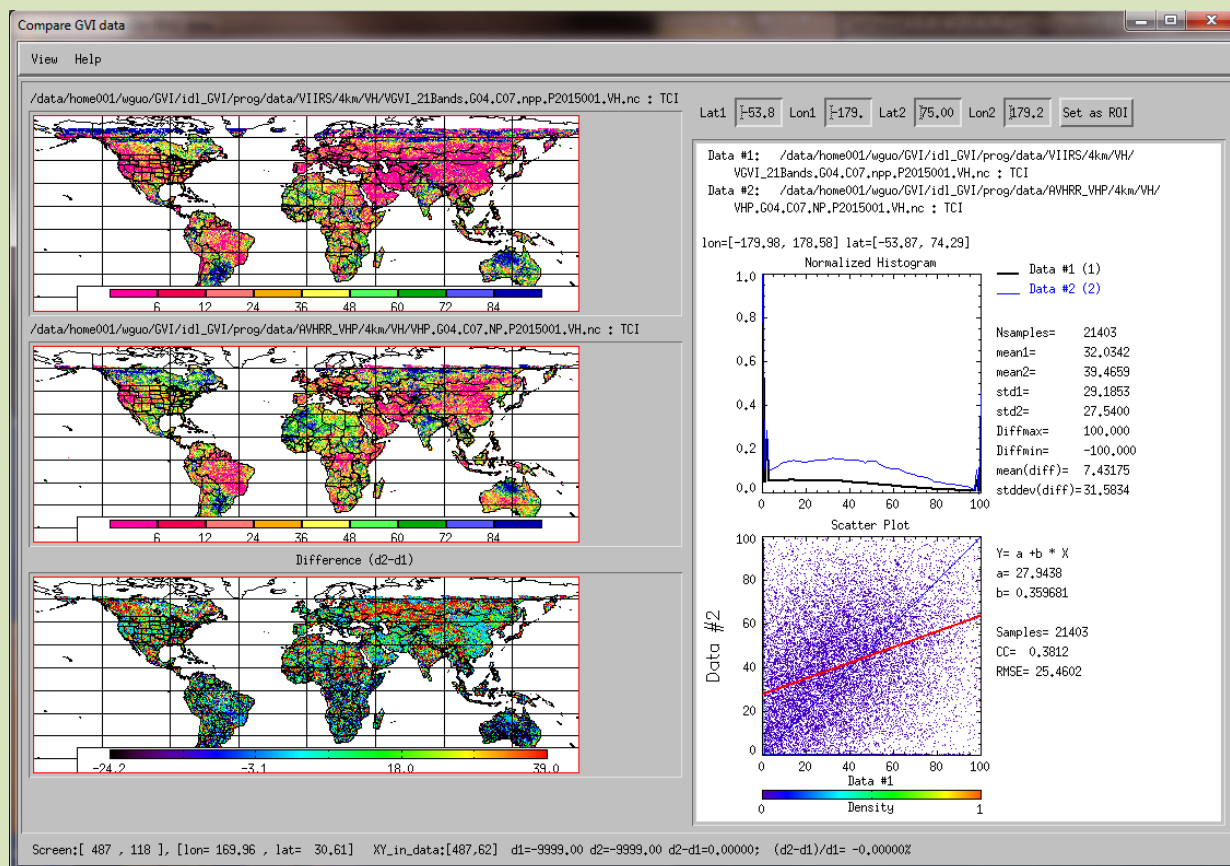 Compare GVI data
View Help
/data/home001/wguo/GVI/idl_GVI/prog/data/VIIRS/4km/VH/VGVI_21Bands.G04.C07.npp.P2015001.VH.nc : TCI
6 12 24 36 48 60 72 84
/data/home001/wguo/GVI/idl_GVI/prog/data/AVHRR_VHP/4km/VH/VHP.G04.C07.NP.P2015001.VH.nc : TCI
6 12 24 36 48 60 72 84
Difference (d2-d1)
-24.2 -3.1 18.0 39.0
Lat1 -53.8 Lon1 -179. Lat2 75.00 Lon2 179.2 Set as ROI
Data #1: /data/home001/wguo/GVI/idl_GVI/prog/data/VIIRS/4km/VH/
VGVI_21Bands.G04.C07.npp.P2015001.VH.nc : TCI
Data #2: /data/home001/wguo/GVI/idl_GVI/prog/data/AVHRR_VHP/4km/VH/
VHP.G04.C07.NP.P2015001.VH.nc : TCI
lon=[-179.98, 178.58] lat=[-53.87, 74.29]
Normalized Histogram
1.0
0.8
0.6
0.4
0.2
0.0
0 20 40 60 80 100
Data #1 (1)
Data #2 (2)
Nsamples= 21403
mean1= 32.0342
mean2= 39.4659
std1= 29.1853
std2= 27.5400
Diffmax= 100.000
Diffmin= -100.000
mean(diff)= 7.43175
stddev(diff)=31.5834
Scatter Plot
100
80
60
40
20
0
Data #2
0 20 40 60 80 100
Data #1
0 Density 1
Y= a +b * X
a= 27.9438
b= 0.359681
Samples= 21403
CC= 0.3812
RMSE= 25.4602
Screen:[ 487 , 118 ], [lon= 169.96 , lat= 30.61] XY_in_data:[487,62] d1=-9999.00 d2=-9999.00 d2-d1=0.00000; (d2-d1)/d1= -0.00000%